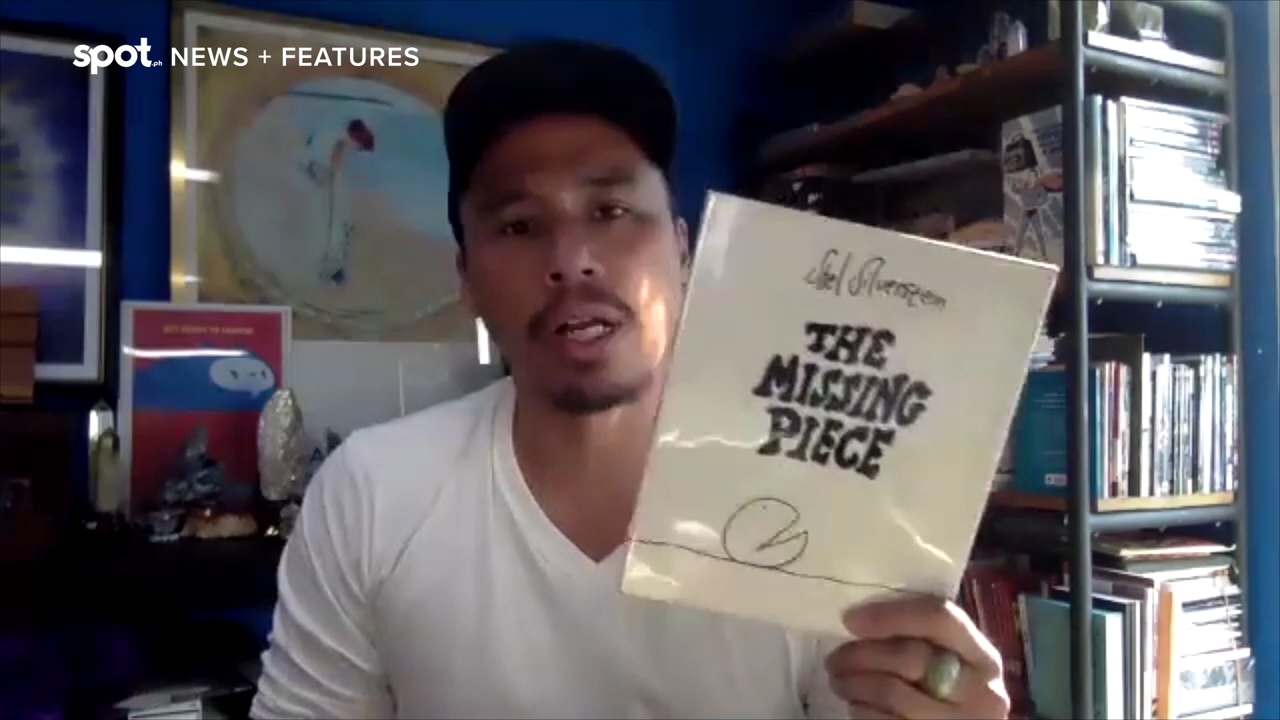 spot.ph NEWS + FEATURES
Shel Silverstein
THE
MISSING
PIECE